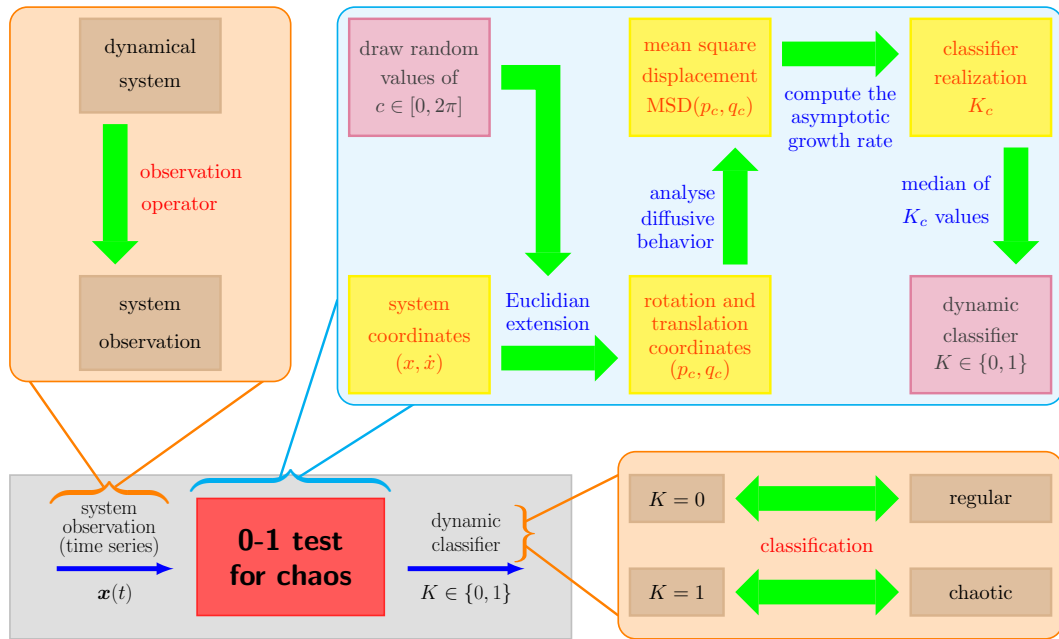 dynamical
system
observation
operator
system
observation
draw random
values of
c ∈ [0, 2π]
mean square
displacement
MSD(p_c, q_c)
compute the
asymptotic
growth rate
classifier
realization
K_c
analyse
diffusive
behavior
median of
K_c values
system
coordinates
(x, ẋ)
Euclidian
extension
rotation and
translation
coordinates
(p_c, q_c)
dynamic
classifier
K ∈ {0, 1}
system
observation
(time series)
x(t)
0-1 test
for chaos
dynamic
classifier
K ∈ {0, 1}
K = 0
regular
classification
K = 1
chaotic